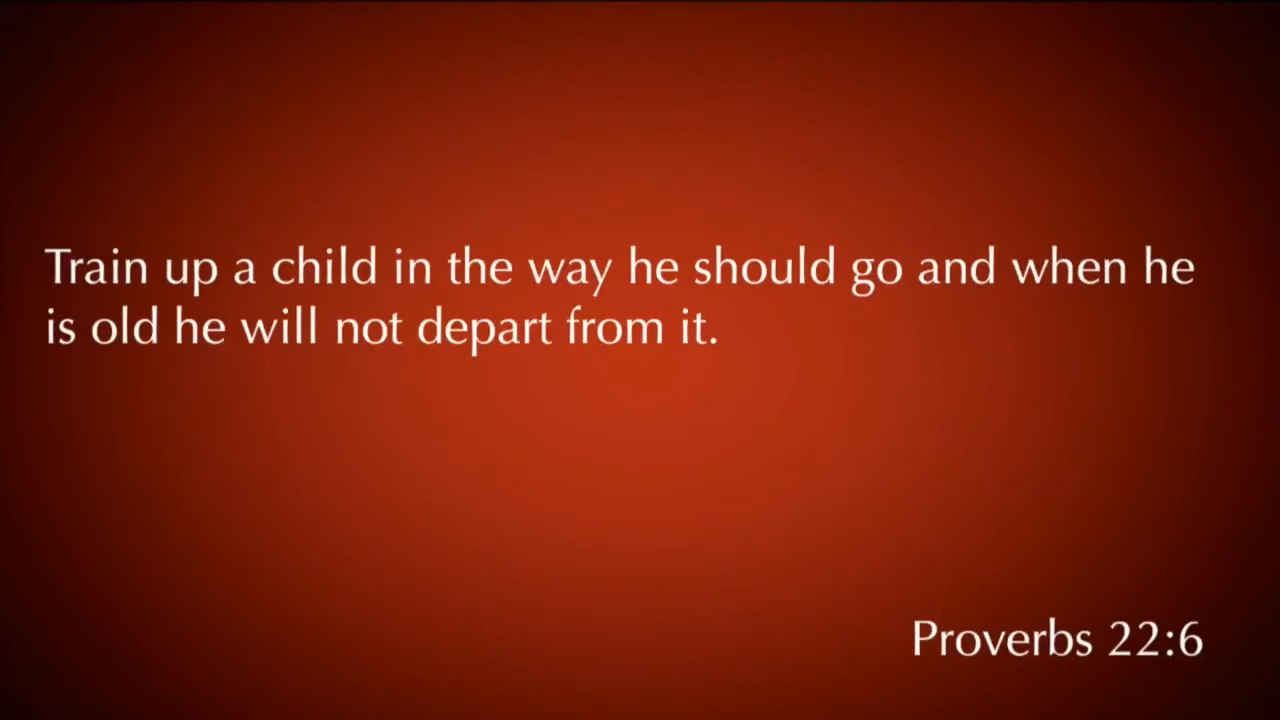 Train up a child in the way he should go and when he
is old he will not depart from it.
Proverbs 22:6